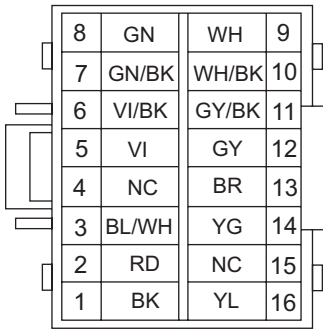 8 GN WH 9
7 GN/BK WH/BK 10
6 VI/BK GY/BK 11
5 VI GY 12
4 NC BR 13
3 BL/WH YG 14
2 RD NC 15
1 BK YL 16